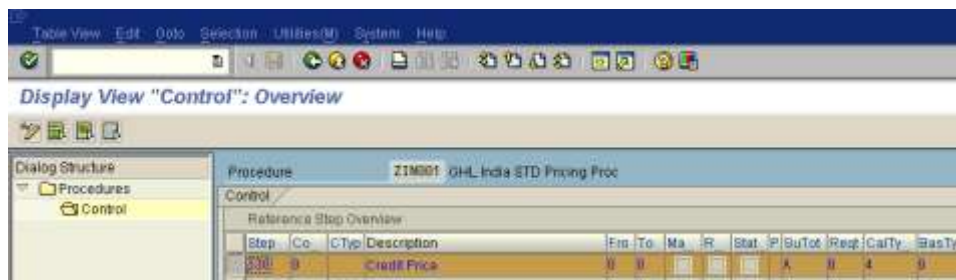 Table View Edit Goto Selection Utilities(M) System Help
Display View "Control": Overview
Dialog Structure
Procedures
Control
Procedure ZIN001 GHL India STD Pricing Proc
Control
Reference Step Overview
Step Co CTyp Description Fro To Ma R Stat P SuTot Reqt CalTy BasTy
530 0 Credit Price 0 0 A 0 4 0